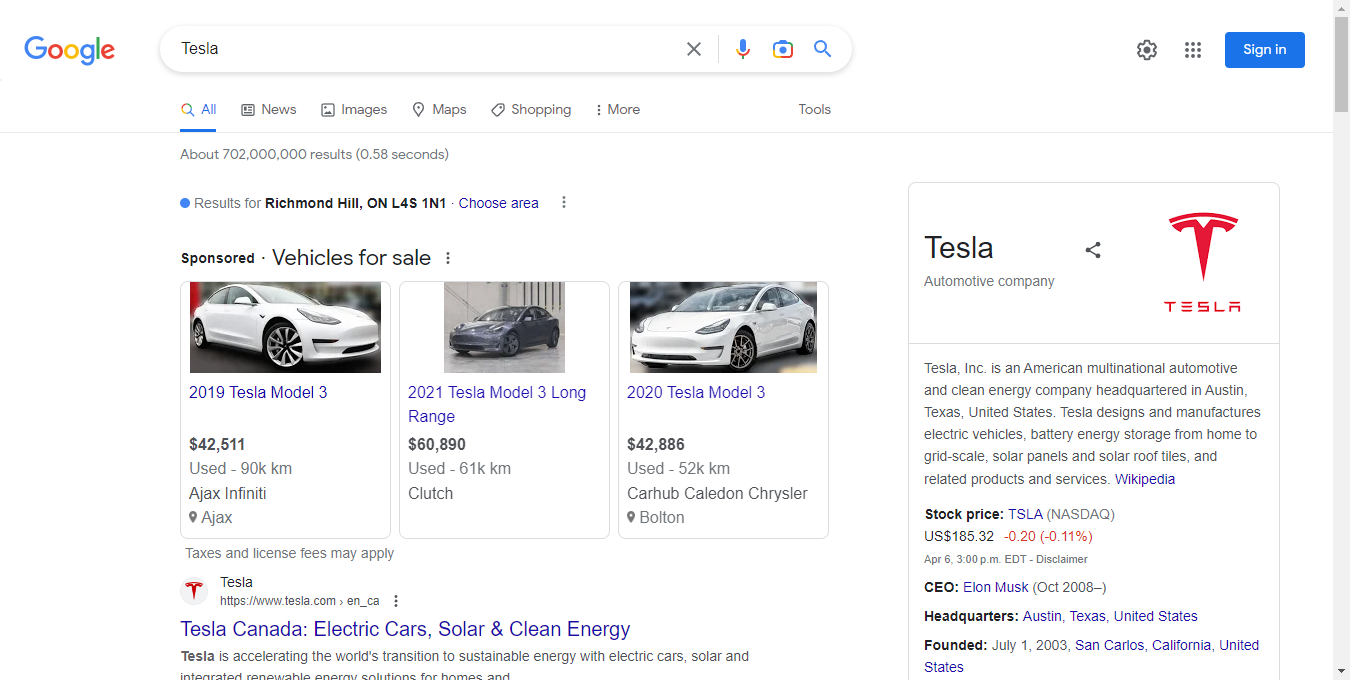 Google
Tesla
Sign in
All
News
Images
Maps
Shopping
More
Tools
About 702,000,000 results (0.58 seconds)
Results for Richmond Hill, ON L4S 1N1 · Choose area
Sponsored · Vehicles for sale
2019 Tesla Model 3
$42,511
Used - 90k km
Ajax Infiniti
Ajax
2021 Tesla Model 3 Long
Range
$60,890
Used - 61k km
Clutch
2020 Tesla Model 3
$42,886
Used - 52k km
Carhub Caledon Chrysler
Bolton
Taxes and license fees may apply
Tesla
https://www.tesla.com › en_ca
Tesla Canada: Electric Cars, Solar & Clean Energy
Tesla is accelerating the world's transition to sustainable energy with electric cars, solar and
integrated renewable energy solutions for homes and
Tesla
Automotive company
TESLA
Tesla, Inc. is an American multinational automotive
and clean energy company headquartered in Austin,
Texas, United States. Tesla designs and manufactures
electric vehicles, battery energy storage from home to
grid-scale, solar panels and solar roof tiles, and
related products and services. Wikipedia
Stock price: TSLA (NASDAQ)
US$185.32 -0.20 (-0.11%)
Apr 6, 3:00 p.m. EDT - Disclaimer
CEO: Elon Musk (Oct 2008–)
Headquarters: Austin, Texas, United States
Founded: July 1, 2003, San Carlos, California, United
States